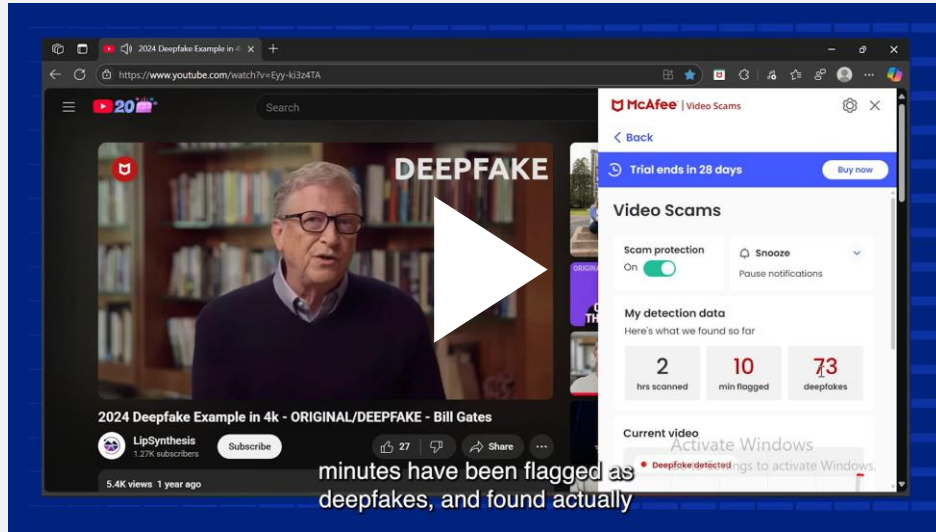 2024 Deepfake Example in 4
https://www.youtube.com/watch?v=Eyy-ki3z4TA
20
Search
DEEPFAKE
McAfee | Video Scams
Back
Trial ends in 28 days
Buy now
Video Scams
Scam protection
On
Snooze
Pause notifications
My detection data
Here's what we found so far
2
hrs scanned
10
min flagged
73
deepfakes
Current video
Deepfake detected
Activate Windows
to activate Windows.
2024 Deepfake Example in 4k - ORIGINAL/DEEPFAKE - Bill Gates
LipSynthesis
1.27K subscribers
Subscribe
27
Share
5.4K views 1 year ago
minutes have been flagged as
deepfakes, and found actually